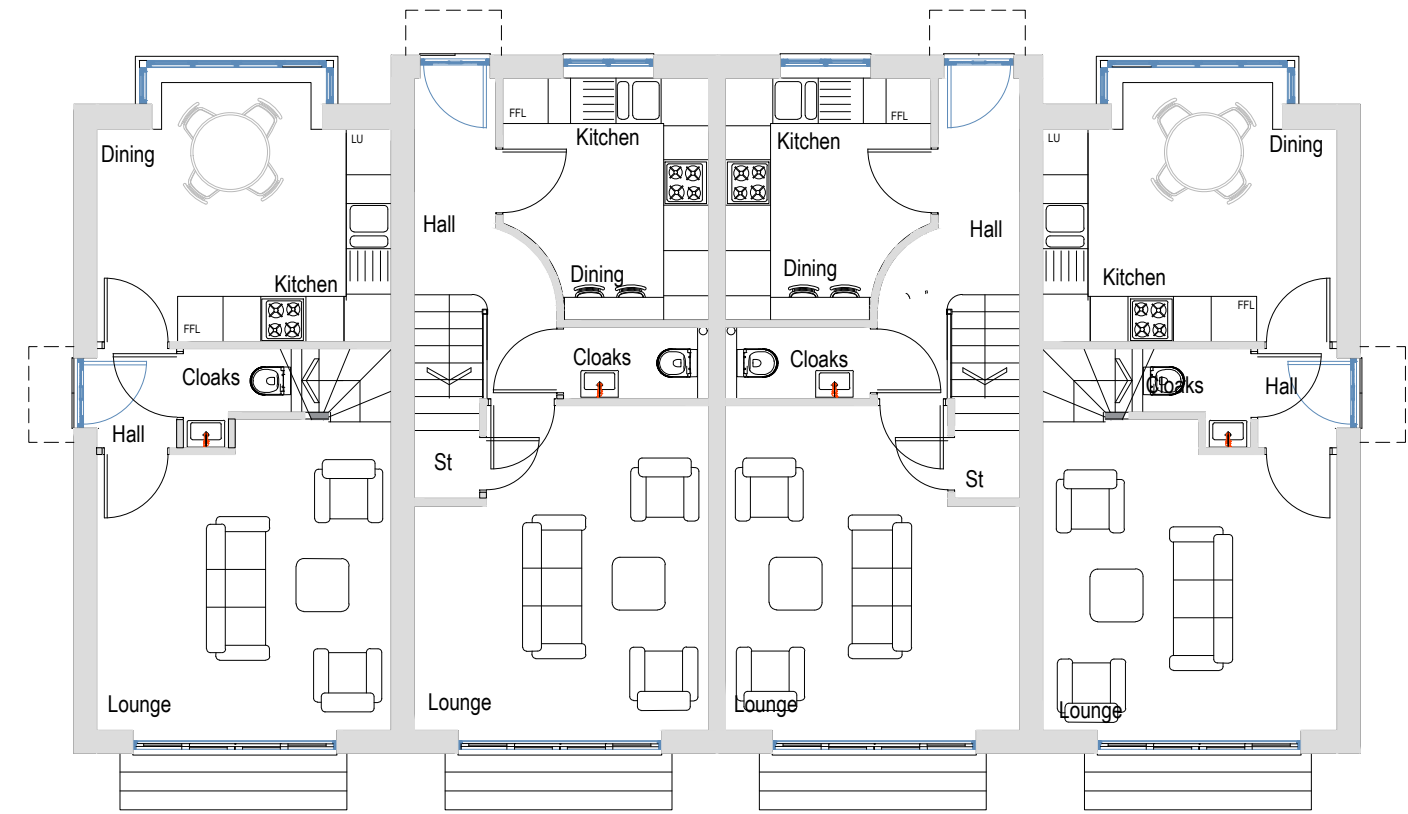 FFL
FFL
Kitchen
Kitchen
LU
LU
Dining
Dining
Hall
Hall
Dining
Dining
Kitchen
Kitchen
FFL
FFL
Cloaks
Cloaks
Cloaks
Cloaks
Hall
Hall
St
St
Lounge
Lounge
Lounge
Lounge